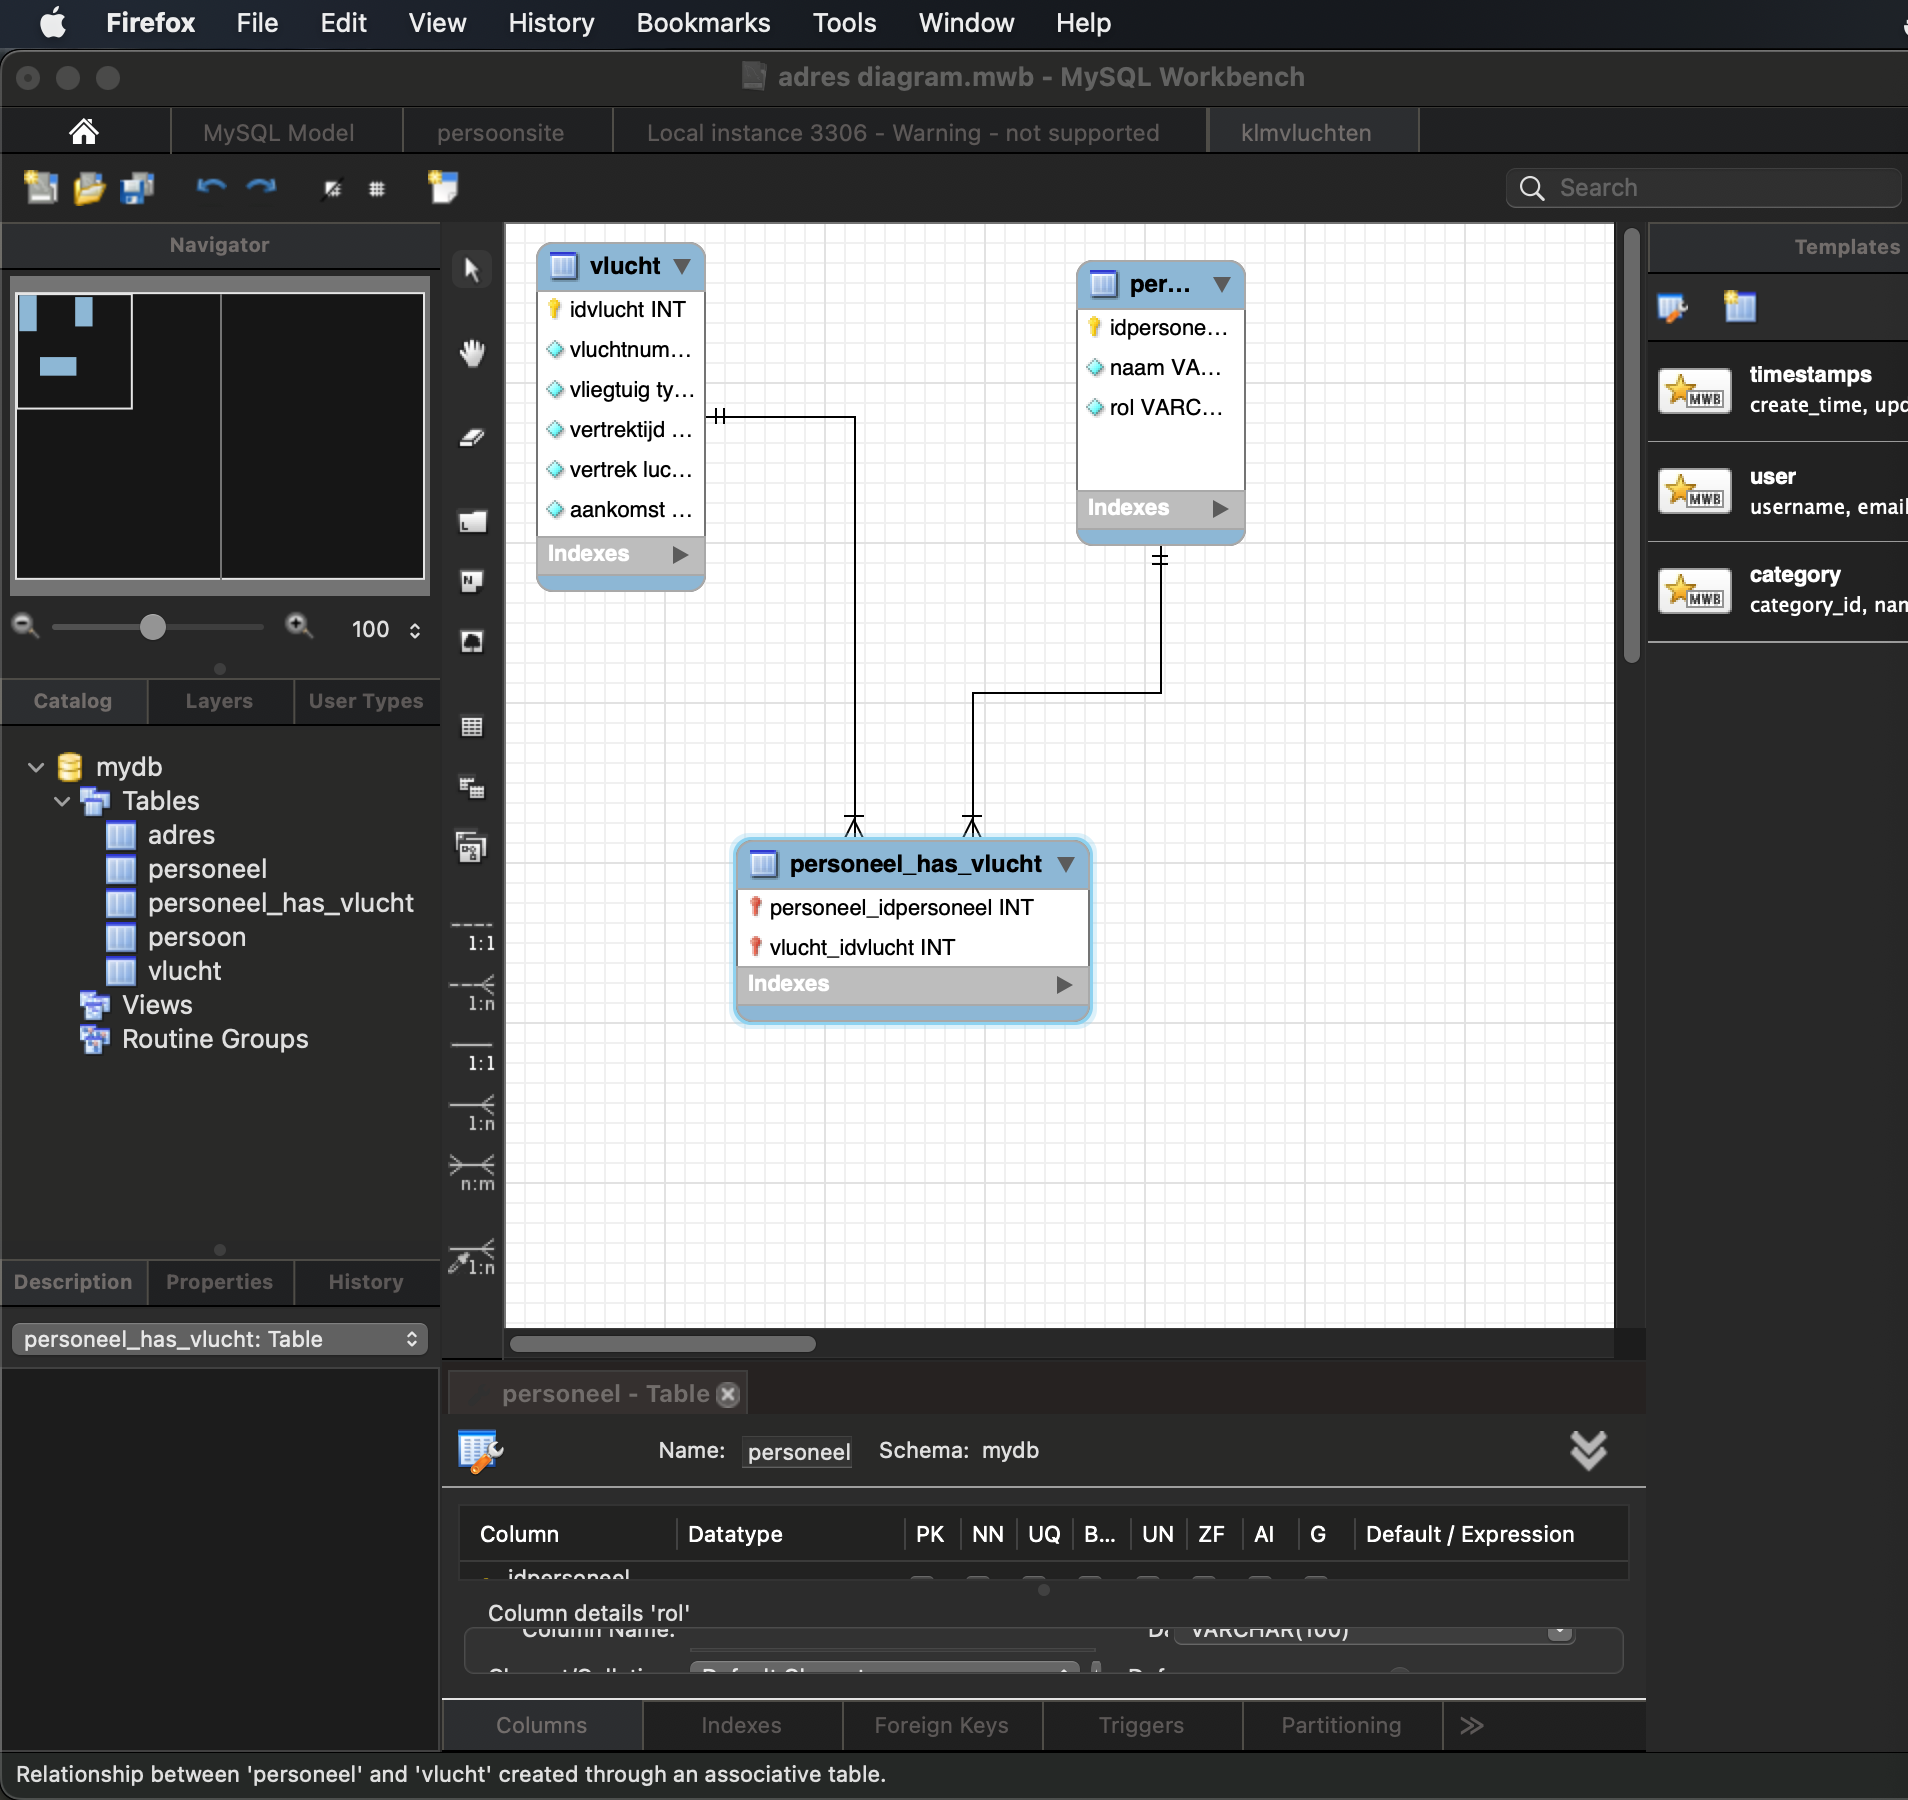 Firefox File Edit View History Bookmarks Tools Window Help
adres diagram.mwb - MySQL Workbench
MySQL Model persoonsite Local instance 3306 - Warning - not supported klmvluchten
Search
Navigator
100
Catalog Layers User Types
mydb
Tables
adres
personeel
personeel_has_vlucht
persoon
vlucht
Views
Routine Groups
Description Properties History
personeel_has_vlucht: Table
1:1
1:n
1:1
1:n
n:m
1:n
vlucht
idvlucht INT
vluchtnum...
vliegtuig ty...
vertrektijd ...
vertrek luc...
aankomst ...
Indexes
per...
idpersone...
naam VA...
rol VARC...
Indexes
personeel_has_vlucht
personeel_idpersoneel INT
vlucht_idvlucht INT
Indexes
Templates
MWB
timestamps
create_time, upd
MWB
user
username, email
MWB
category
category_id, nam
personeel - Table
Name: personeel Schema: mydb
Column Datatype PK NN UQ B... UN ZF AI G Default / Expression
idpersoneel
Column details 'rol'
Column Name: VARCHAR(100)
Columns Indexes Foreign Keys Triggers Partitioning
Relationship between 'personeel' and 'vlucht' created through an associative table.